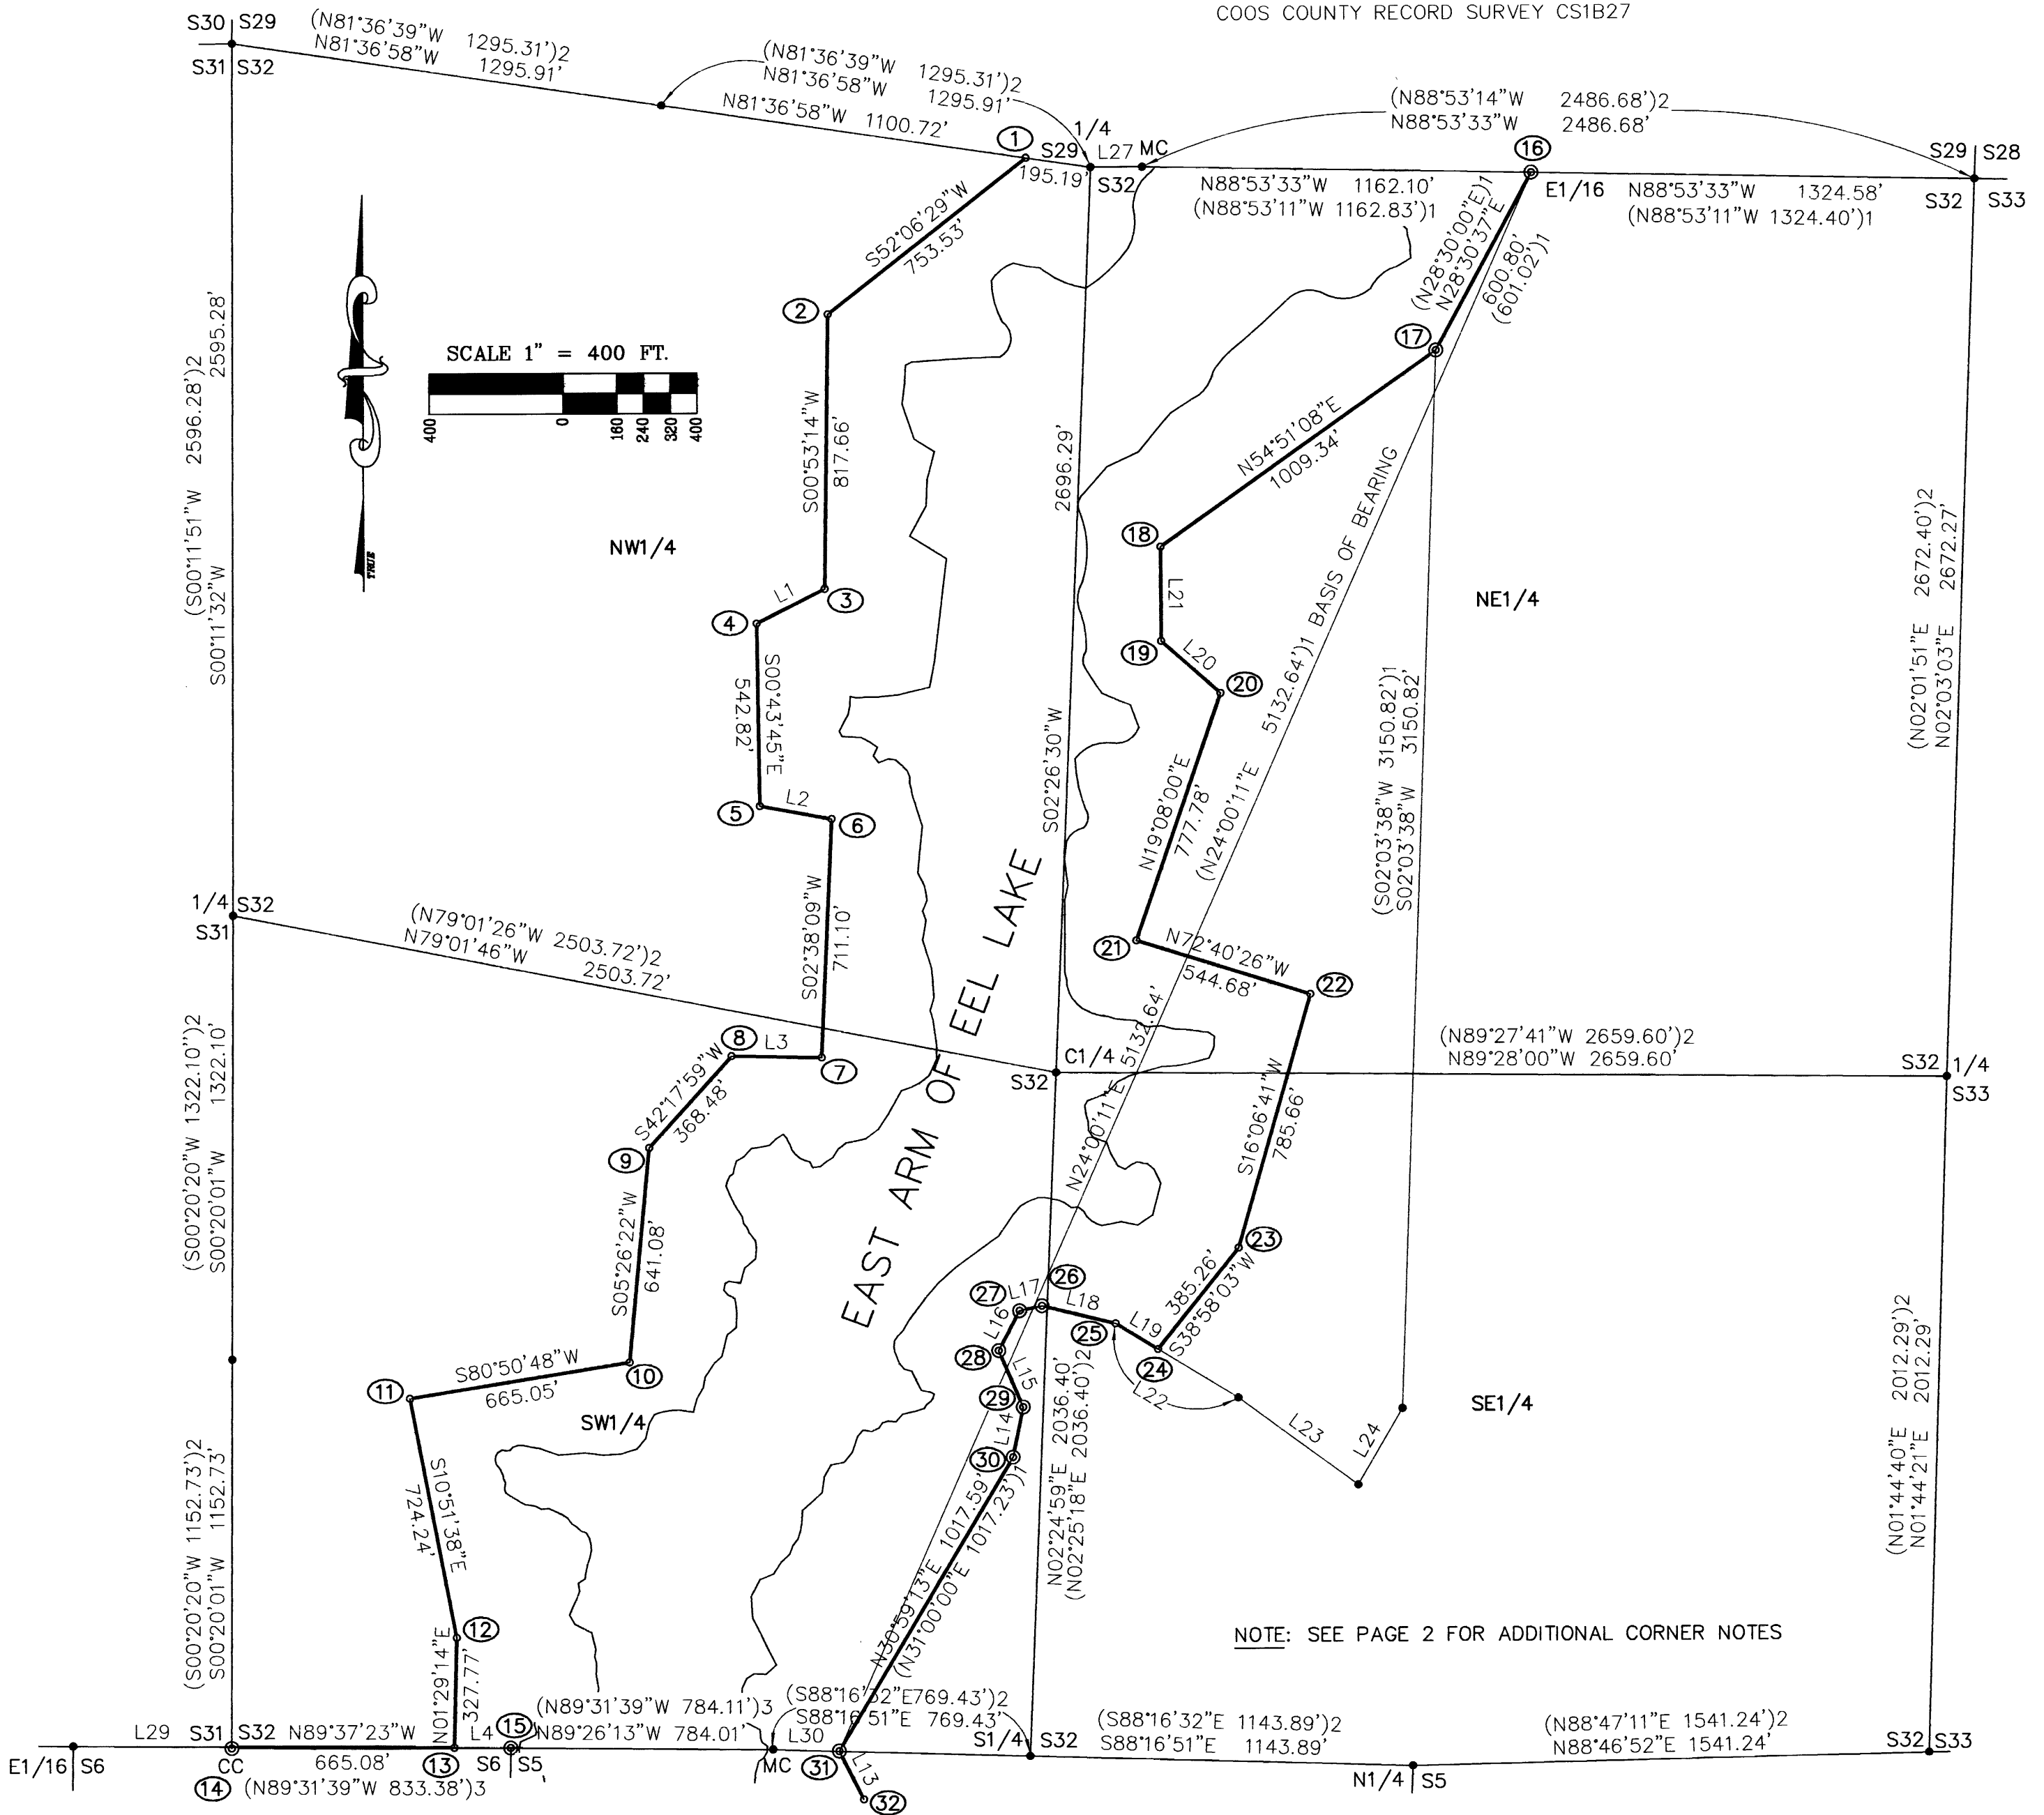 COOS COUNTY RECORD SURVEY CS1B27
S30 S29
S31 S32
(N81°36'39"W 1295.31')2
N81°36'58"W 1295.91'
(N81°36'39"W 1295.31')2
N81°36'58"W 1295.91'
N81°36'58"W 1100.72'
1
S29
195.19'
1/4
L27
MC
S32
(N88°53'14"W 2486.68')2
N88°53'33"W 2486.68'
16
E1/16
N88°53'33"W 1162.10'
(N88°53'11"W 1162.83')1
N88°53'33"W 1324.58'
(N88°53'11"W 1324.40')1
S29 S28
S32 S33
S52°06'29"W
753.53'
(N28°30'00"E)1
N28°30'37"E
600.80'
(601.02')1
2
17
SCALE 1" = 400 FT.
400
0
160
240
320
400
TRUE
(S00°11'51"W 2596.28')2
S00°11'32"W 2595.28'
S00°53'14"W
817.66'
2696.29'
S02°26'30"W
N54°51'08"E
1009.34'
NW1/4
18
L21
L1
3
4
NE1/4
19
L20
20
S00°43'45"E
542.82'
(N24°00'11"E 5132.64')1 BASIS OF BEARING
(S02°03'38"W 3150.82')1
S02°03'38"W 3150.82'
(N02°01'51"E 2672.40')2
N02°03'03"E 2672.27'
5
L2
6
N19°08'00"E
777.78'
1/4 S32
S31
(N79°01'26"W 2503.72')2
N79°01'46"W 2503.72'
S02°38'09"W
711.10'
EAST ARM OF EEL LAKE
21
N72°40'26"W
544.68'
22
8
L3
7
C1/4
S32
(N89°27'41"W 2659.60')2
N89°28'00"W 2659.60'
S32 1/4
S33
(S00°20'20"W 1322.10")2
S00°20'01"W 1322.10'
S42°17'59"W
368.48'
9
N24°00'11"E 5132.64'
S16°06'41"W
785.66'
S05°26'22"W
641.08'
23
385.26'
S38°58'03"W
27
L17
26
L18
L16
25
L19
24
28
L15
L22
10
S80°50'48"W
665.05'
11
SW1/4
29
L14
30
SE1/4
L23
L24
(N01°44'40"E 2012.29')2
N01°44'21"E 2012.29'
N02°24'59"E 2036.40'
(N02°25'18"E 2036.40')2
S10°51'38"E
724.24'
(S00°20'20"W 1152.73')2
S00°20'01"W 1152.73'
N30°59'13"E 1017.59'
(N31°00'00"E 1017.23')1
12
N01°29'14"E
327.77'
NOTE: SEE PAGE 2 FOR ADDITIONAL CORNER NOTES
L29
S31 S32
N89°37'23"W
665.08'
L4
15
(N89°31'39"W 784.11')3
N89°26'13"W 784.01'
(S88°16'32"E769.43')2
S88°16'51"E 769.43'
L30
S1/4 S32
(S88°16'32"E 1143.89')2
S88°16'51"E 1143.89'
(N88°47'11"E 1541.24')2
N88°46'52"E 1541.24'
S32 S33
E1/16 S6
CC
14
(N89°31'39"W 833.38')3
13
S6 S5
MC
31
L13
32
N1/4 S5